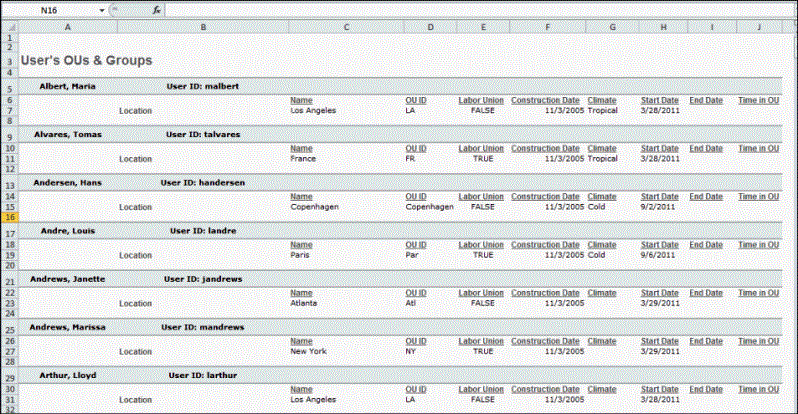 N16 fx
A B C D E F G H I J
1
2
3 User's OUs & Groups
4
5 Albert, Maria User ID: malbert
6 Name OU ID Labor Union Construction Date Climate Start Date End Date Time in OU
7 Location Los Angeles LA FALSE 11/3/2005 Tropical 3/28/2011
8
9 Alvares, Tomas User ID: talvares
10 Name OU ID Labor Union Construction Date Climate Start Date End Date Time in OU
11 Location France FR TRUE 11/3/2005 Tropical 3/28/2011
12
13 Andersen, Hans User ID: handersen
14 Name OU ID Labor Union Construction Date Climate Start Date End Date Time in OU
15 Location Copenhagen Copenhagen FALSE 11/3/2005 Cold 9/2/2011
16
17 Andre, Louis User ID: landre
18 Name OU ID Labor Union Construction Date Climate Start Date End Date Time in OU
19 Location Paris Par TRUE 11/3/2005 Cold 9/6/2011
20
21 Andrews, Janette User ID: jandrews
22 Name OU ID Labor Union Construction Date Climate Start Date End Date Time in OU
23 Location Atlanta Atl FALSE 11/3/2005 3/29/2011
24
25 Andrews, Marissa User ID: mandrews
26 Name OU ID Labor Union Construction Date Climate Start Date End Date Time in OU
27 Location New York NY TRUE 11/3/2005 3/29/2011
28
29 Arthur, Lloyd User ID: larthur
30 Name OU ID Labor Union Construction Date Climate Start Date End Date Time in OU
31 Location Los Angeles LA FALSE 11/3/2005 Tropical 3/28/2011
32